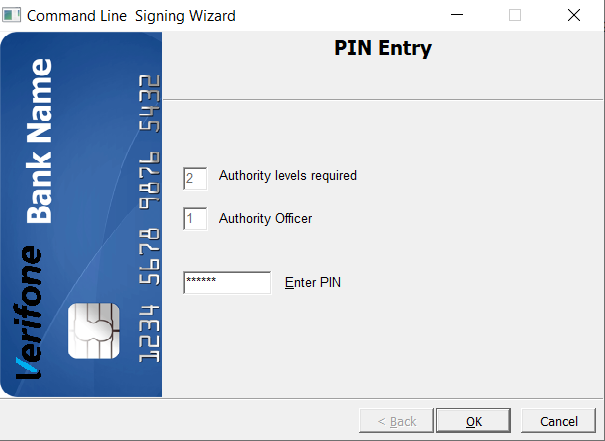 Command Line  Signing Wizard
PIN Entry
Bank Name
Verifone
1234 5678 9876 5432
2 Authority levels required
1 Authority Officer
****** Enter PIN
< Back OK Cancel